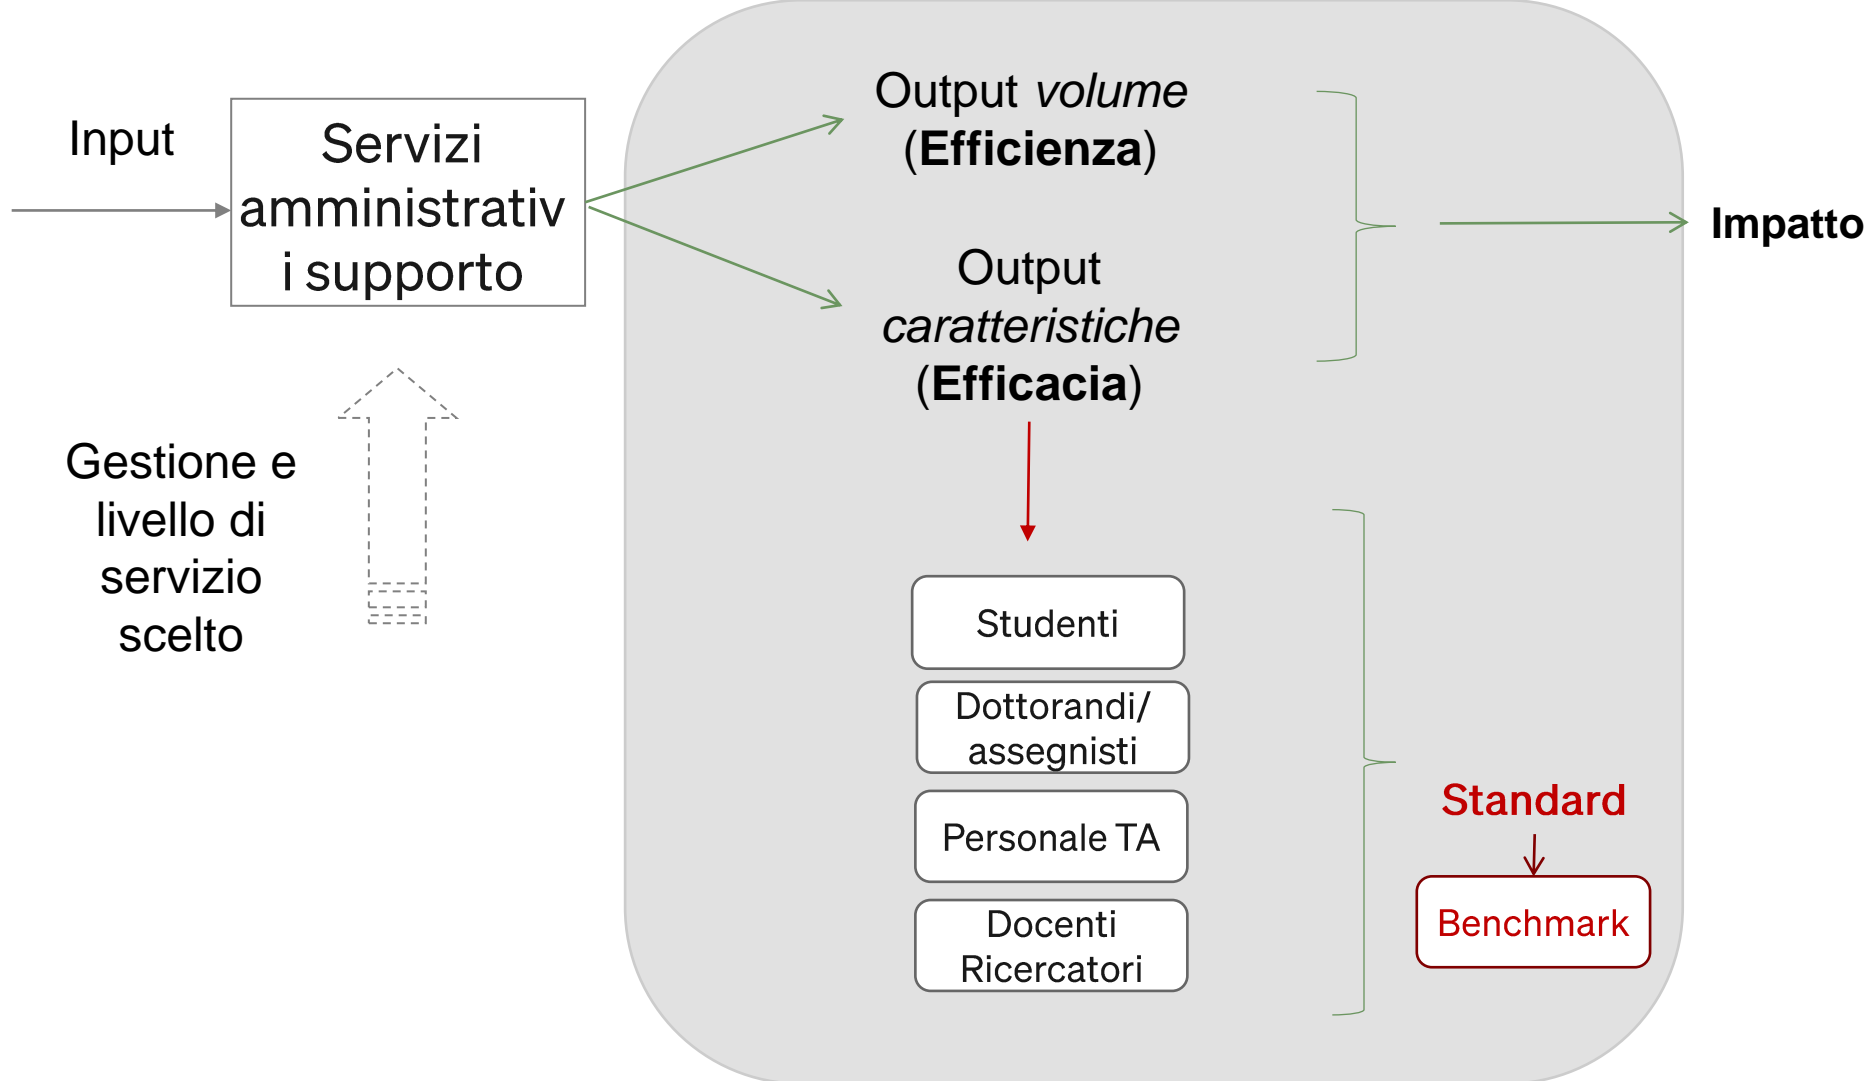 Input
Servizi
amministrativ
i supporto
Gestione e
livello di
servizio
scelto
Output volume
(Efficienza)
Output
caratteristiche
(Efficacia)
Impatto
Studenti
Dottorandi/
assegnisti
Personale TA
Docenti
Ricercatori
Standard
Benchmark